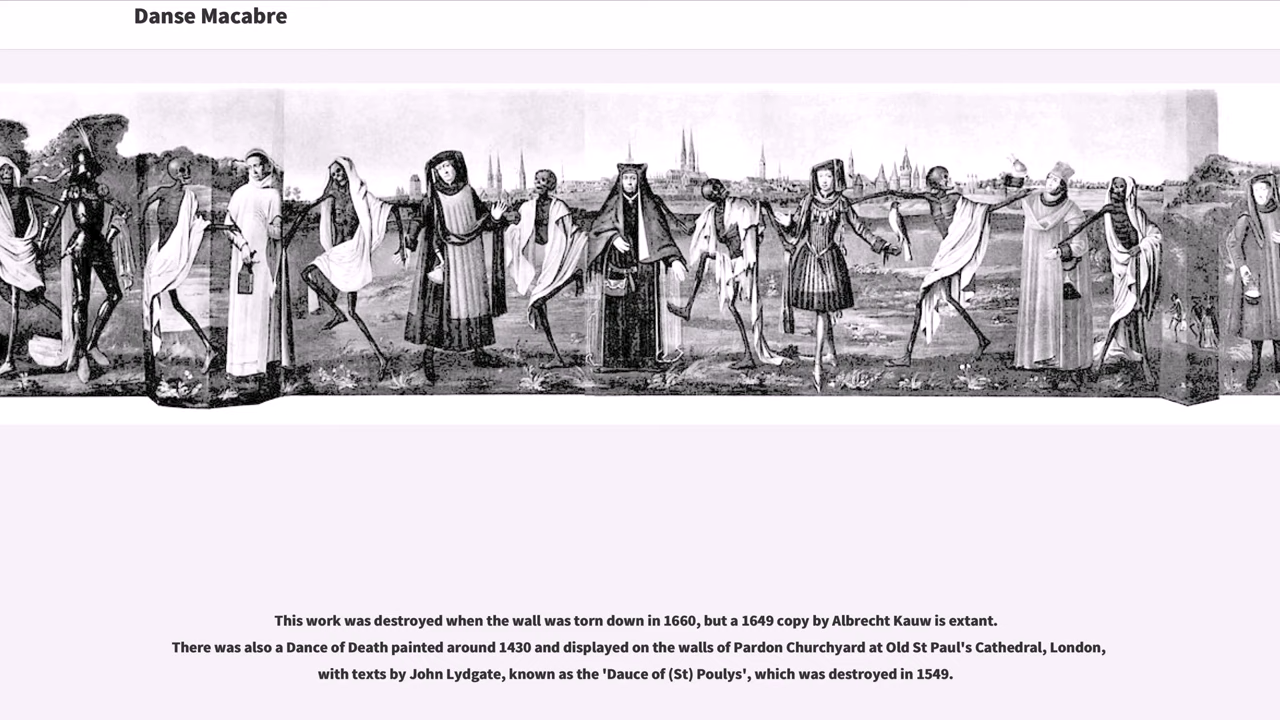 Danse Macabre
This work was destroyed when the wall was torn down in 1660, but a 1649 copy by Albrecht Kauw is extant.
There was also a Dance of Death painted around 1430 and displayed on the walls of Pardon Churchyard at Old St Paul's Cathedral, London,
with texts by John Lydgate, known as the 'Dauce of (St) Poulys', which was destroyed in 1549.